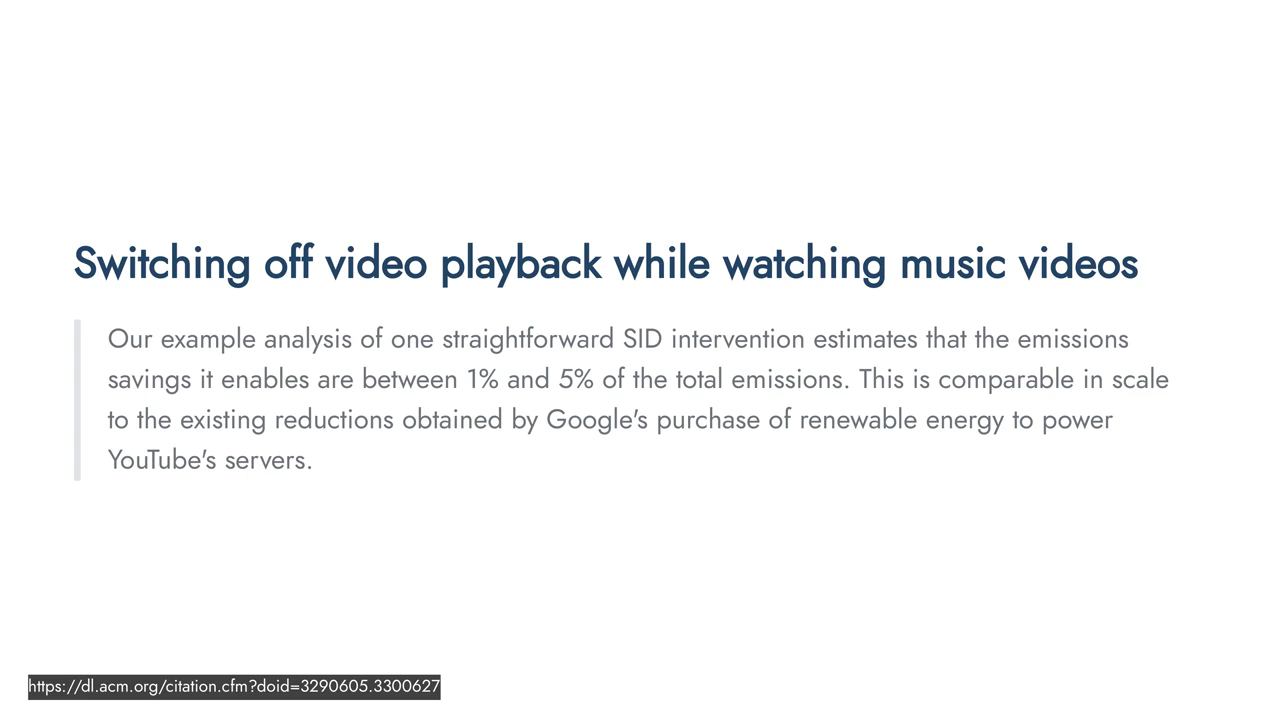 Switching off video playback while watching music videos
Our example analysis of one straightforward SID intervention estimates that the emissions
savings it enables are between 1% and 5% of the total emissions. This is comparable in scale
to the existing reductions obtained by Google's purchase of renewable energy to power
YouTube's servers.
https://dl.acm.org/citation.cfm?doid=3290605.3300627